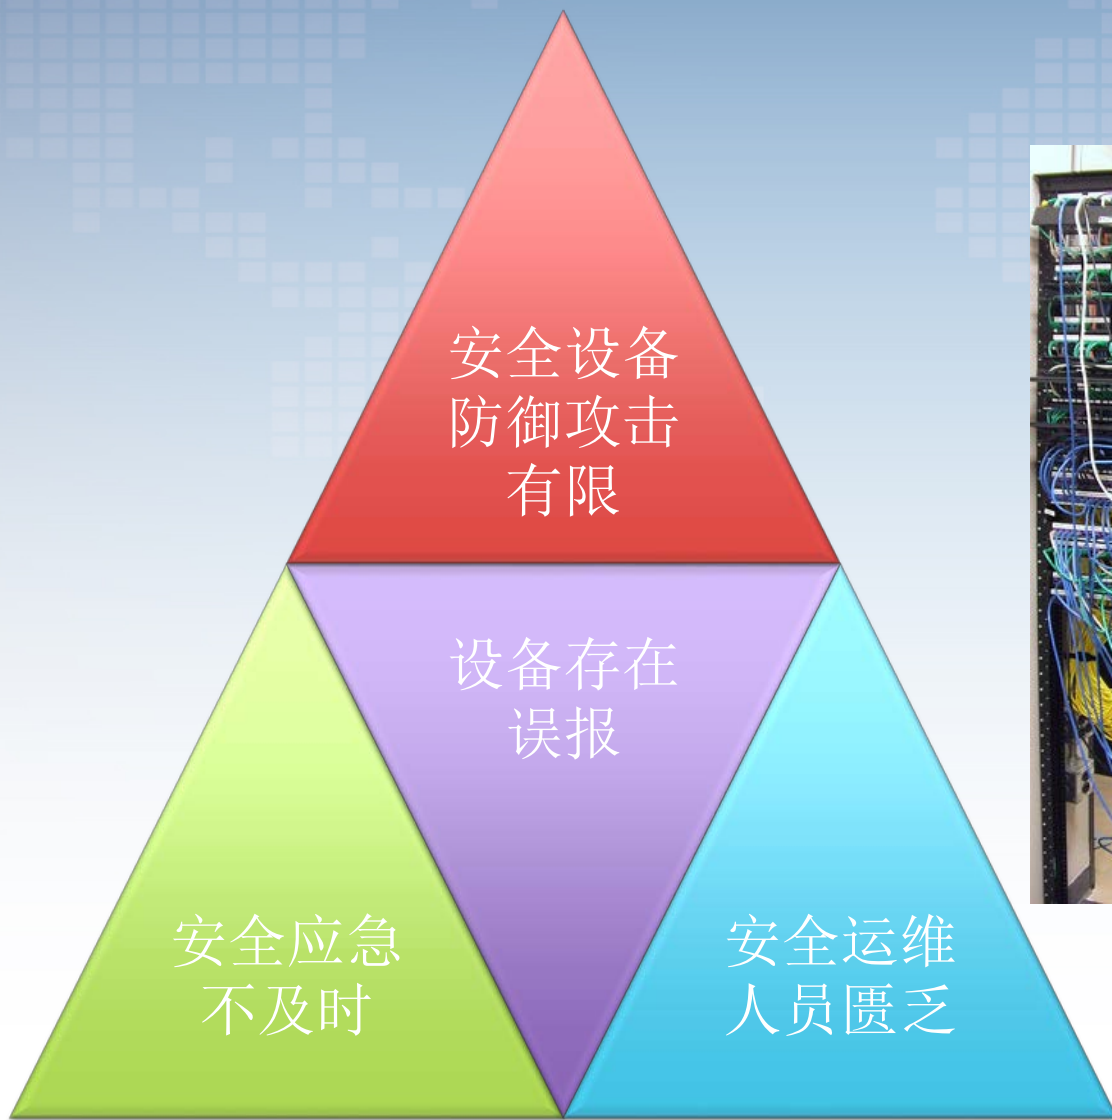 安全设备
防御攻击
有限
设备存在
误报
安全应急
不及时
安全运维
人员匮乏